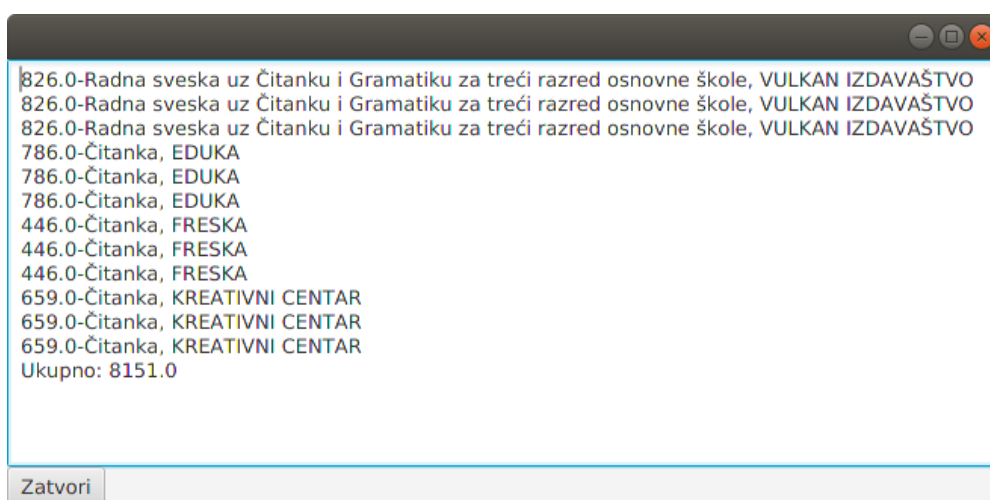 826.0-Radna sveska uz Čitanku i Gramatiku za treći razred osnovne škole, VULKAN IZDAVAŠTVO
826.0-Radna sveska uz Čitanku i Gramatiku za treći razred osnovne škole, VULKAN IZDAVAŠTVO
826.0-Radna sveska uz Čitanku i Gramatiku za treći razred osnovne škole, VULKAN IZDAVAŠTVO
786.0-Čitanka, EDUKA
786.0-Čitanka, EDUKA
786.0-Čitanka, EDUKA
446.0-Čitanka, FRESKA
446.0-Čitanka, FRESKA
446.0-Čitanka, FRESKA
659.0-Čitanka, KREATIVNI CENTAR
659.0-Čitanka, KREATIVNI CENTAR
659.0-Čitanka, KREATIVNI CENTAR
Ukupno: 8151.0
Zatvori